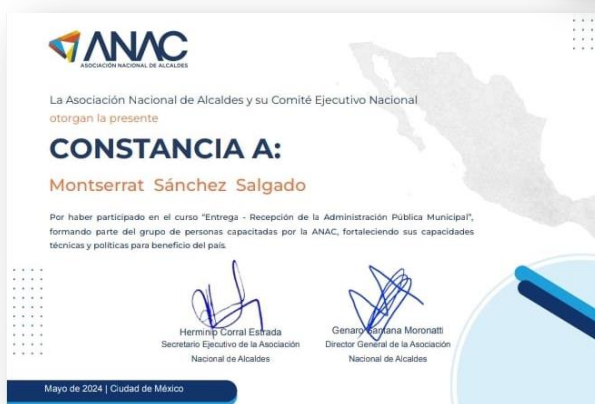 ANAC
ASOCIACIÓN NACIONAL DE ALCALDES
La Asociación Nacional de Alcaldes y su Comité Ejecutivo Nacional
otorgan la presente
CONSTANCIA A:
Montserrat Sánchez Salgado
Por haber participado en el curso "Entrega - Recepción de la Administración Pública Municipal",
formando parte del grupo de personas capacitadas por la ANAC, fortaleciendo sus capacidades
técnicas y políticas para beneficio del país.
Herminio Corral Estrada
Secretario Ejecutivo de la Asociación
Nacional de Alcaldes
Genaro Santana Moronatti
Director General de la Asociación
Nacional de Alcaldes
Mayo de 2024 | Ciudad de México